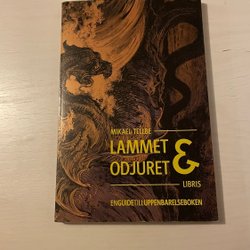 MIKAEL TELLBE
LAMMET
& ODJURET
LIBRIS
EN GUIDE TILL UPPENBARELSEBOKEN